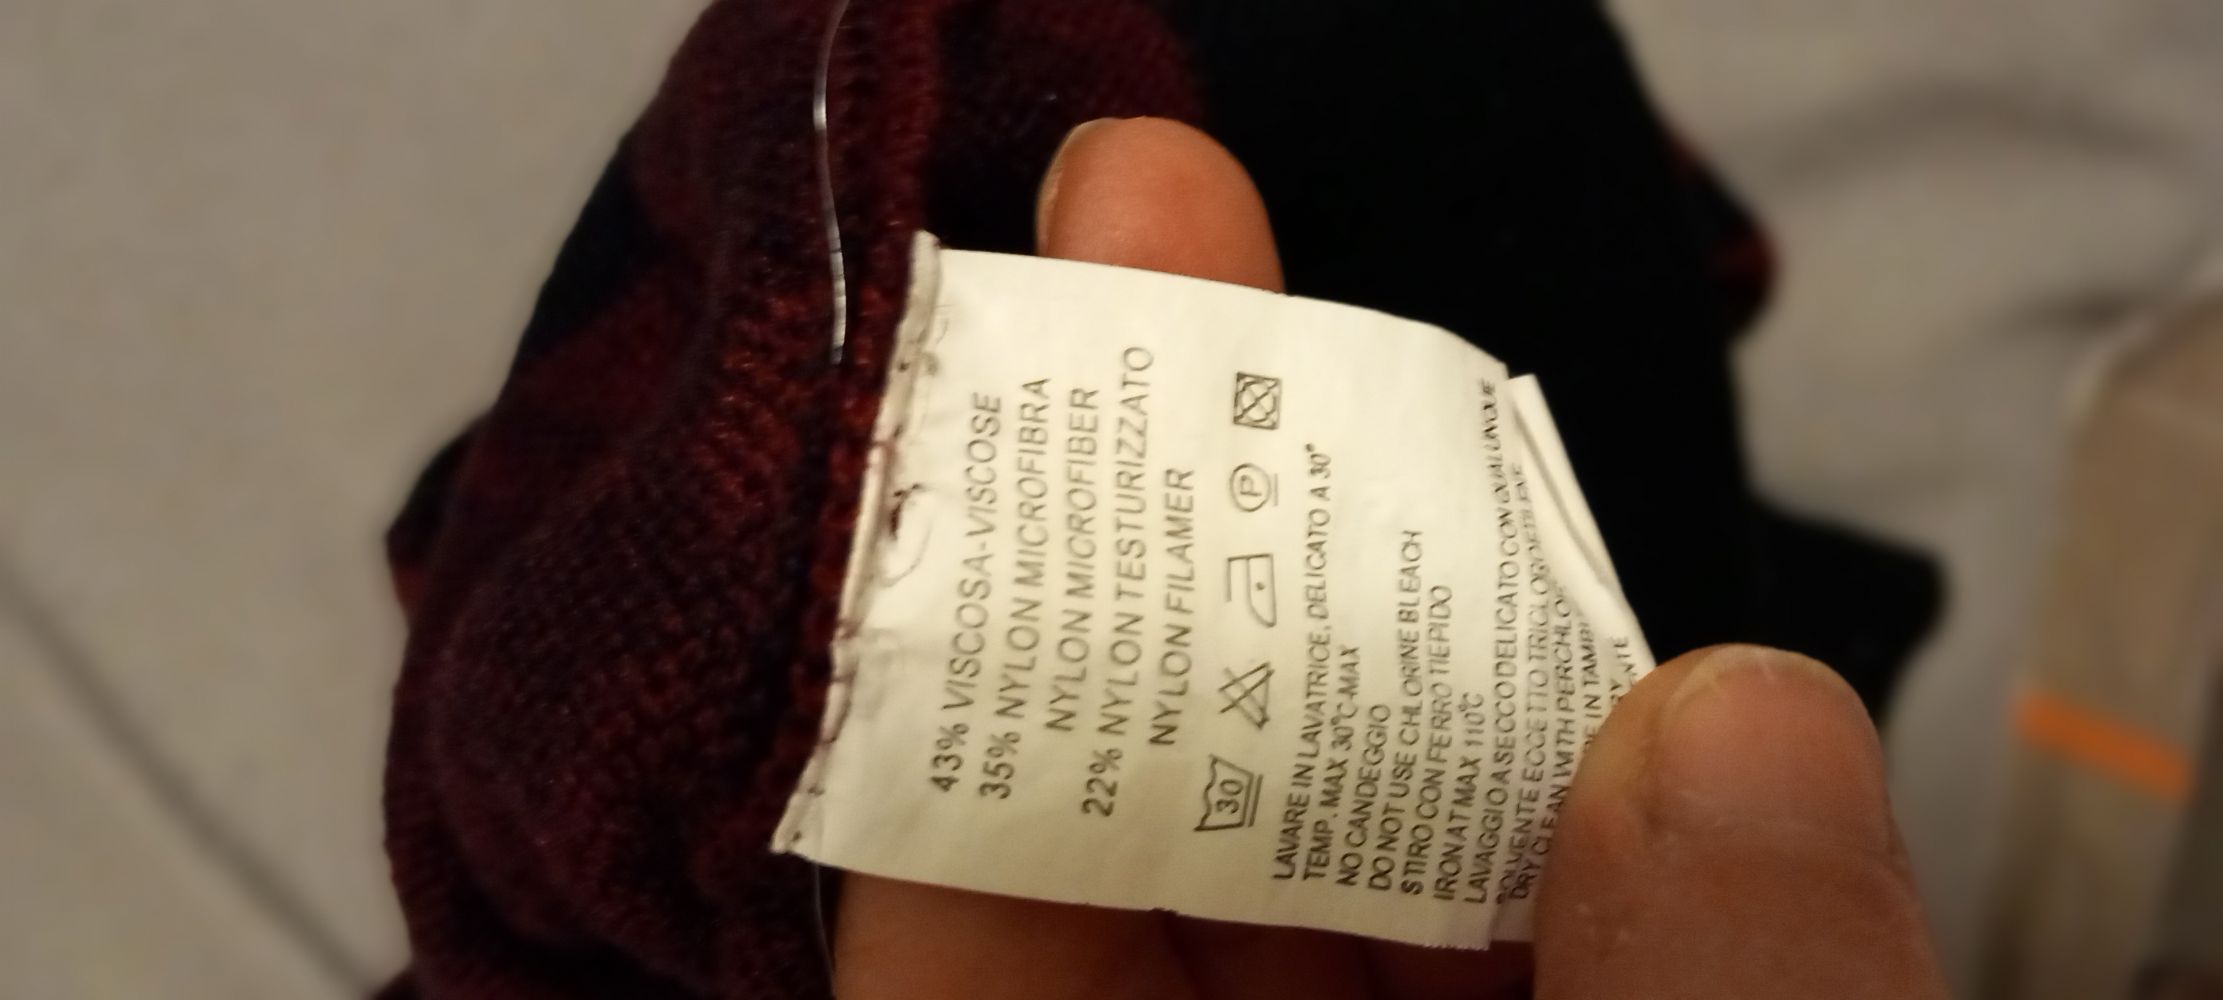 43% VISCOSA-VISCOSE
35% NYLON MICROFIBRA
NYLON MICROFIBER
22% NYLON TESTURIZZATO
NYLON FILAMER
30 P
LAVARE IN LAVATRICE, DELICATO A 30°
TEMP. MAX 30°C-MAX
NO CANDEGGIO
DO NOT USE CHLORINE BLEACH
STIRO CON FERRO TIEPIDO
IRON AT MAX 110°C
LAVAGGIO A SECCO DELICATO CON QUALUNQUE
SOLVENTE ECCETTO TRICLOROETILENE
DRY CLEAN WITH
IN